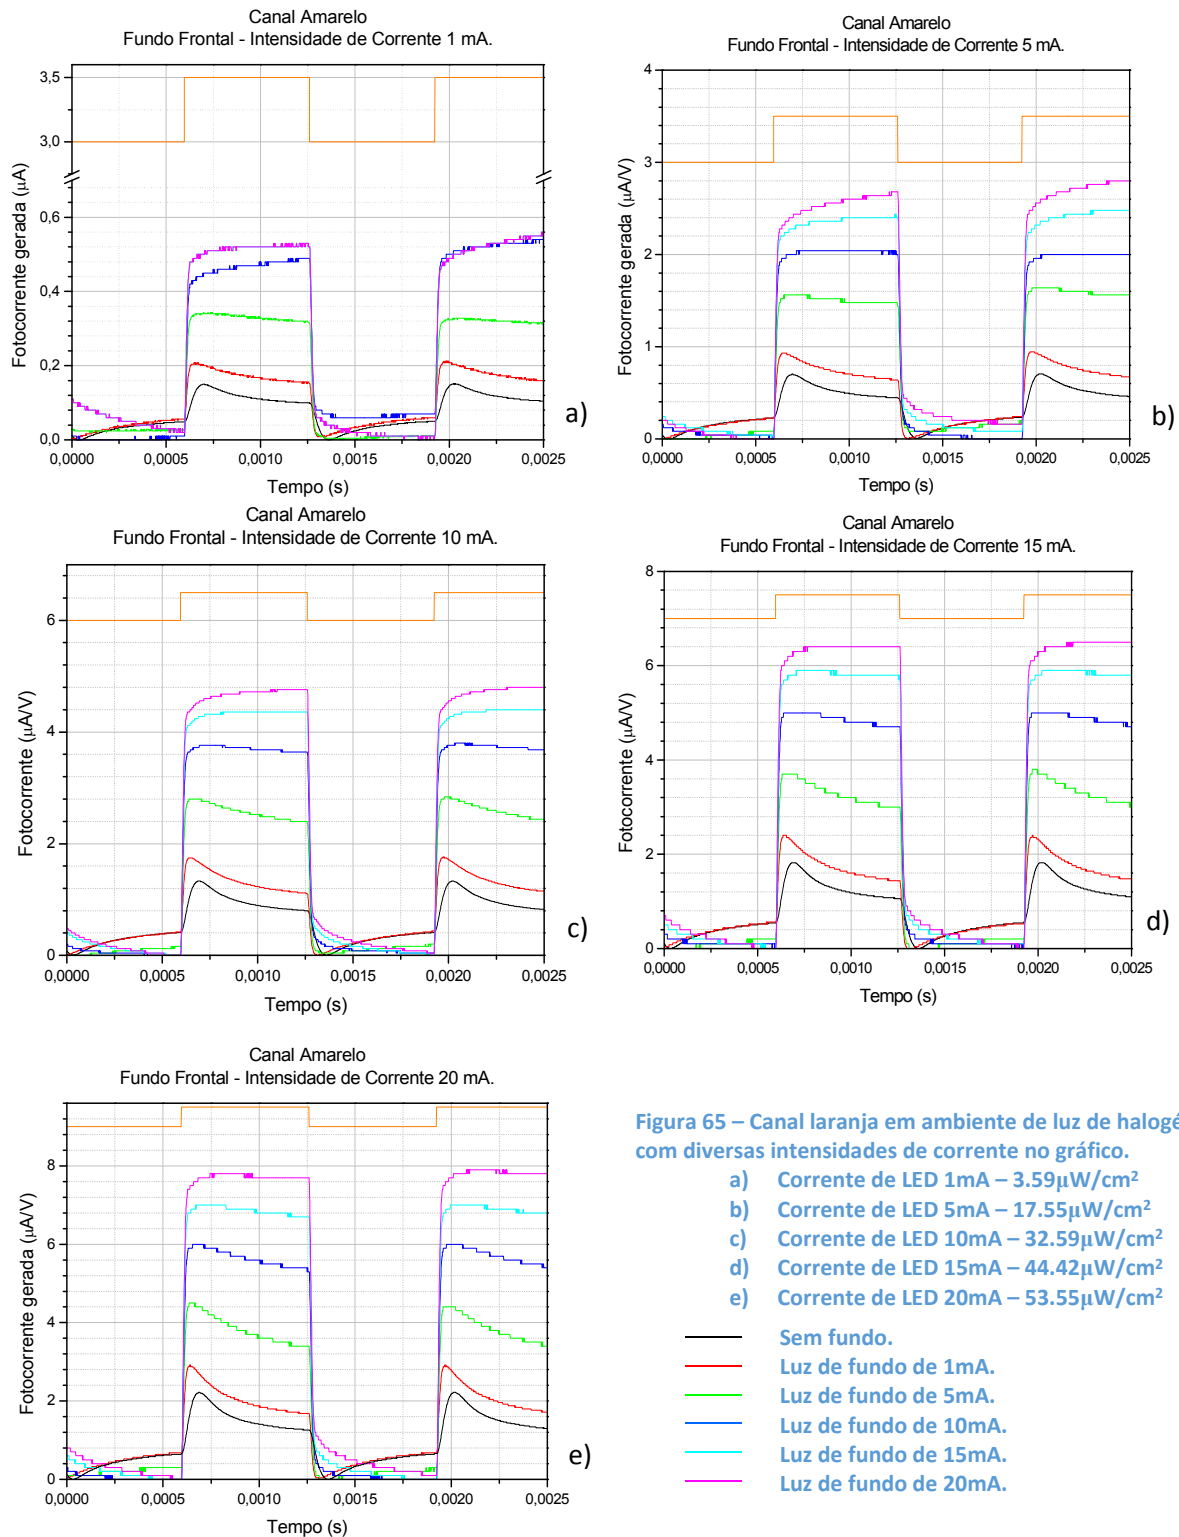 Canal Amarelo
Fundo Frontal - Intensidade de Corrente 1 mA.
3,5
3,0
0,6
0,4
0,2
0,0
Fotocorrente gerada (µA)
0,0000 0,0005 0,0010 0,0015 0,0020 0,0025
Tempo (s)
a)
Canal Amarelo
Fundo Frontal - Intensidade de Corrente 5 mA.
4
3
2
1
0
Fotocorrente gerada (µA/V)
0,0000 0,0005 0,0010 0,0015 0,0020 0,0025
Tempo (s)
b)
Canal Amarelo
Fundo Frontal - Intensidade de Corrente 10 mA.
6
4
2
0
Fotocorrente (µA/V)
0,0000 0,0005 0,0010 0,0015 0,0020 0,0025
Tempo (s)
c)
Canal Amarelo
Fundo Frontal - Intensidade de Corrente 15 mA.
8
6
4
2
0
Fotocorrente (µA/V)
0,0000 0,0005 0,0010 0,0015 0,0020 0,0025
Tempo (s)
d)
Canal Amarelo
Fundo Frontal - Intensidade de Corrente 20 mA.
8
6
4
2
0
Fotocorrente gerada (µA/V)
0,0000 0,0005 0,0010 0,0015 0,0020 0,0025
Tempo (s)
e)
Figura 65 – Canal laranja em ambiente de luz de halogé
com diversas intensidades de corrente no gráfico.
a) Corrente de LED 1mA – 3.59µW/cm²
b) Corrente de LED 5mA – 17.55µW/cm²
c) Corrente de LED 10mA – 32.59µW/cm²
d) Corrente de LED 15mA – 44.42µW/cm²
e) Corrente de LED 20mA – 53.55µW/cm²
Sem fundo.
Luz de fundo de 1mA.
Luz de fundo de 5mA.
Luz de fundo de 10mA.
Luz de fundo de 15mA.
Luz de fundo de 20mA.